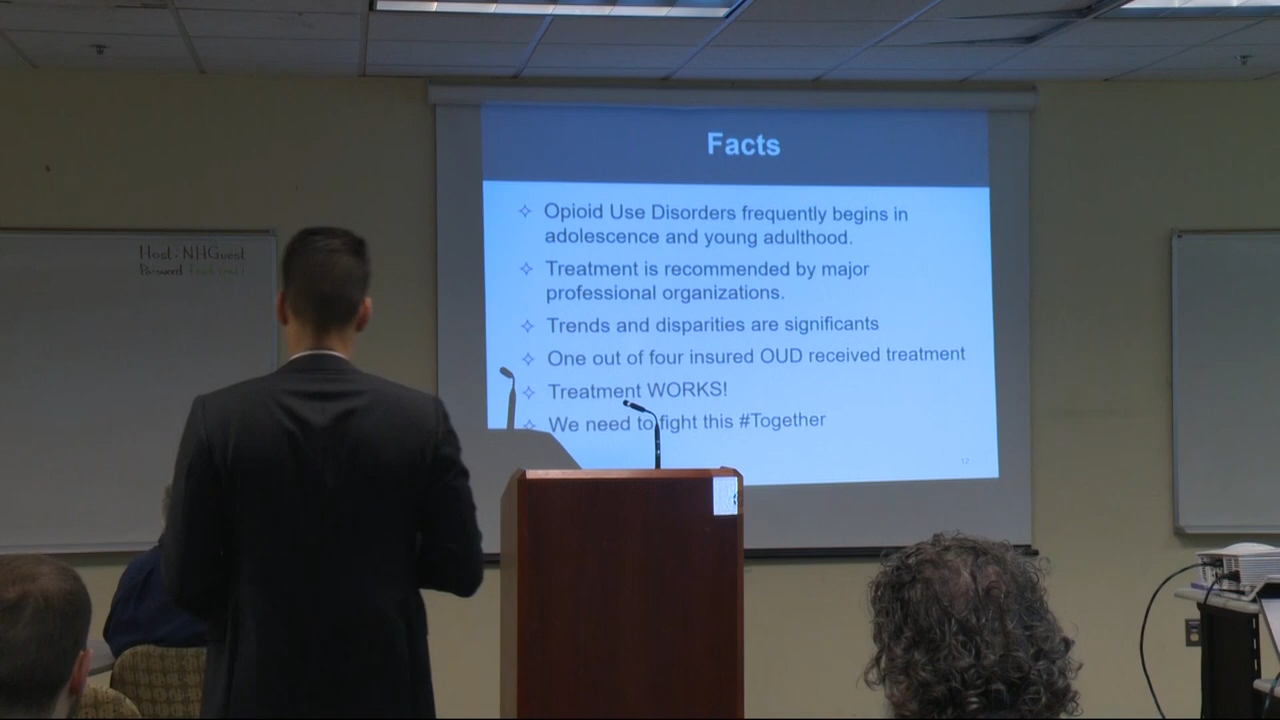 Facts
Opioid Use Disorders frequently begins in
adolescence and young adulthood.
Treatment is recommended by major
professional organizations.
Trends and disparities are significants
One out of four insured OUD received treatment
Treatment WORKS!
We need to fight this #Together
12
Host: NHGuest
Password